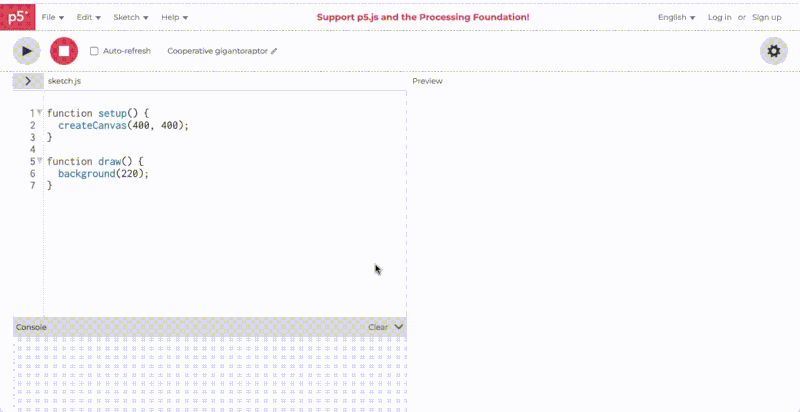 p5* File Edit Sketch Help Support p5.js and the Processing Foundation! English Log in or Sign up
Auto-refresh Cooperative gigantoraptor
sketch.js Preview
1 function setup() {
2 createCanvas(400, 400);
3 }
4
5 function draw() {
6 background(220);
7 }
Console Clear